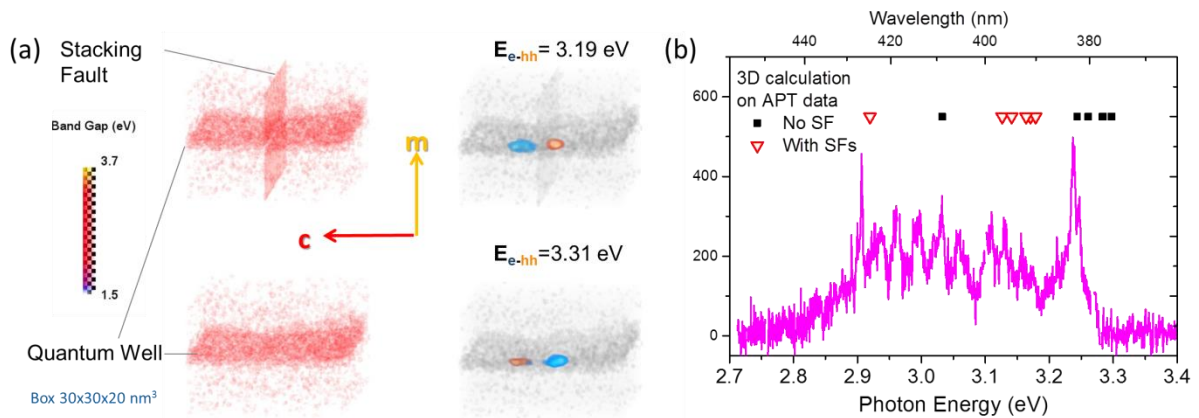 (a)
Stacking
Fault
Band Gap (eV)
3.7
1.5
m
c
Quantum Well
Box 30x30x20 nm³
E e-hh= 3.19 eV
E e-hh=3.31 eV
(b)
Wavelength (nm)
440 420 400 380
600
400
200
0
3D calculation
on APT data
No SF
With SFs
2.7 2.8 2.9 3.0 3.1 3.2 3.3 3.4
Photon Energy (eV)